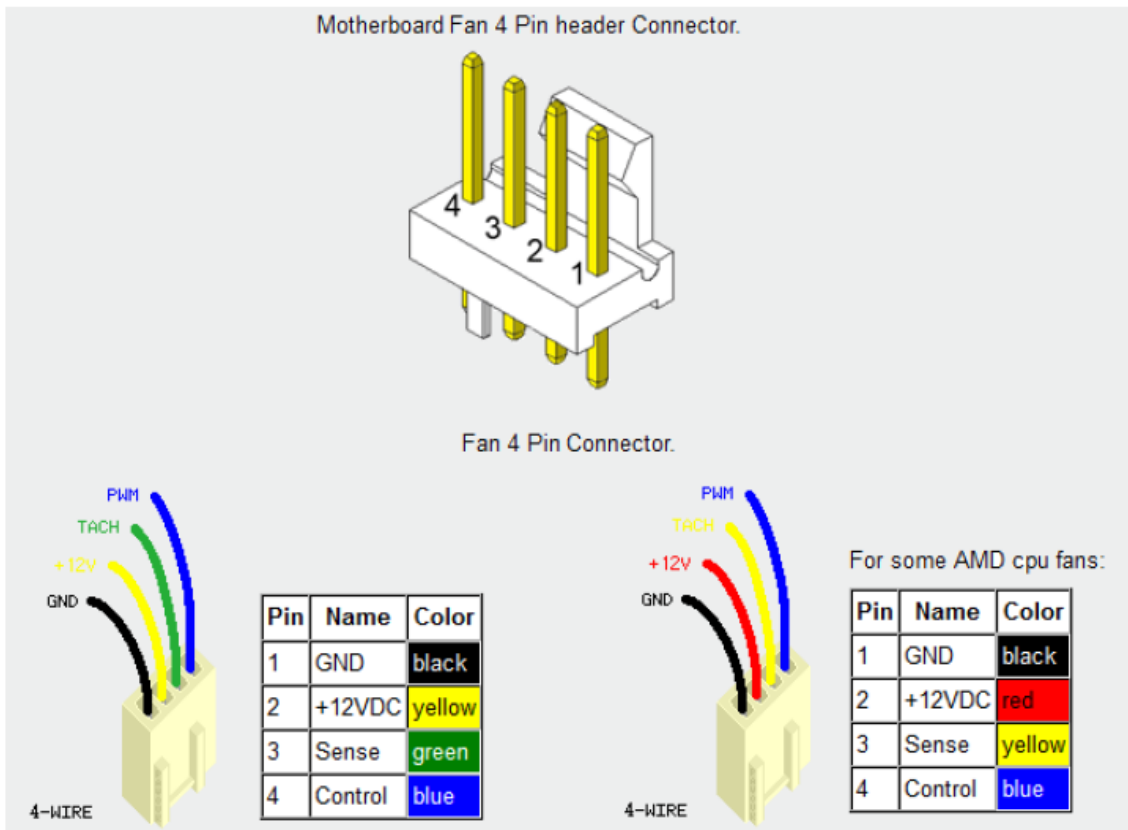 Motherboard Fan 4 Pin header Connector.
4
3
2
1
Fan 4 Pin Connector.
PWM
TACH
+12V
GND
4-WIRE
Pin Name Color
1 GND black
2 +12VDC yellow
3 Sense green
4 Control blue
PWM
TACH
+12V
GND
4-WIRE
For some AMD cpu fans:
Pin Name Color
1 GND black
2 +12VDC red
3 Sense yellow
4 Control blue